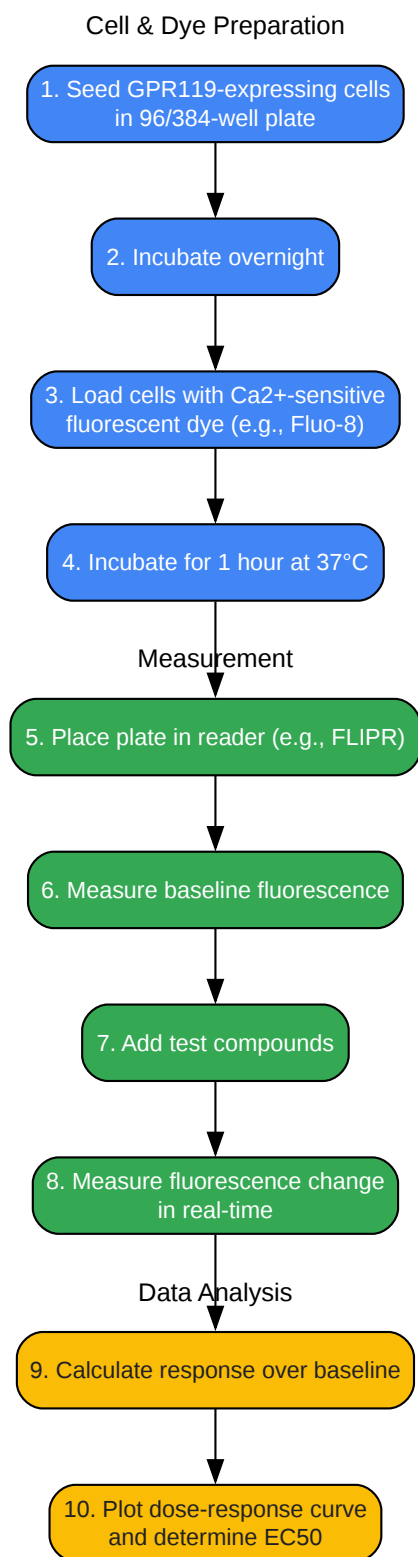 Cell & Dye Preparation
1. Seed GPR119-expressing cells
in 96/384-well plate
2. Incubate overnight
3. Load cells with Ca2+-sensitive
fluorescent dye (e.g., Fluo-8)
4. Incubate for 1 hour at 37°C
Measurement
5. Place plate in reader (e.g., FLIPR)
6. Measure baseline fluorescence
7. Add test compounds
8. Measure fluorescence change
in real-time
Data Analysis
9. Calculate response over baseline
10. Plot dose-response curve
and determine EC50